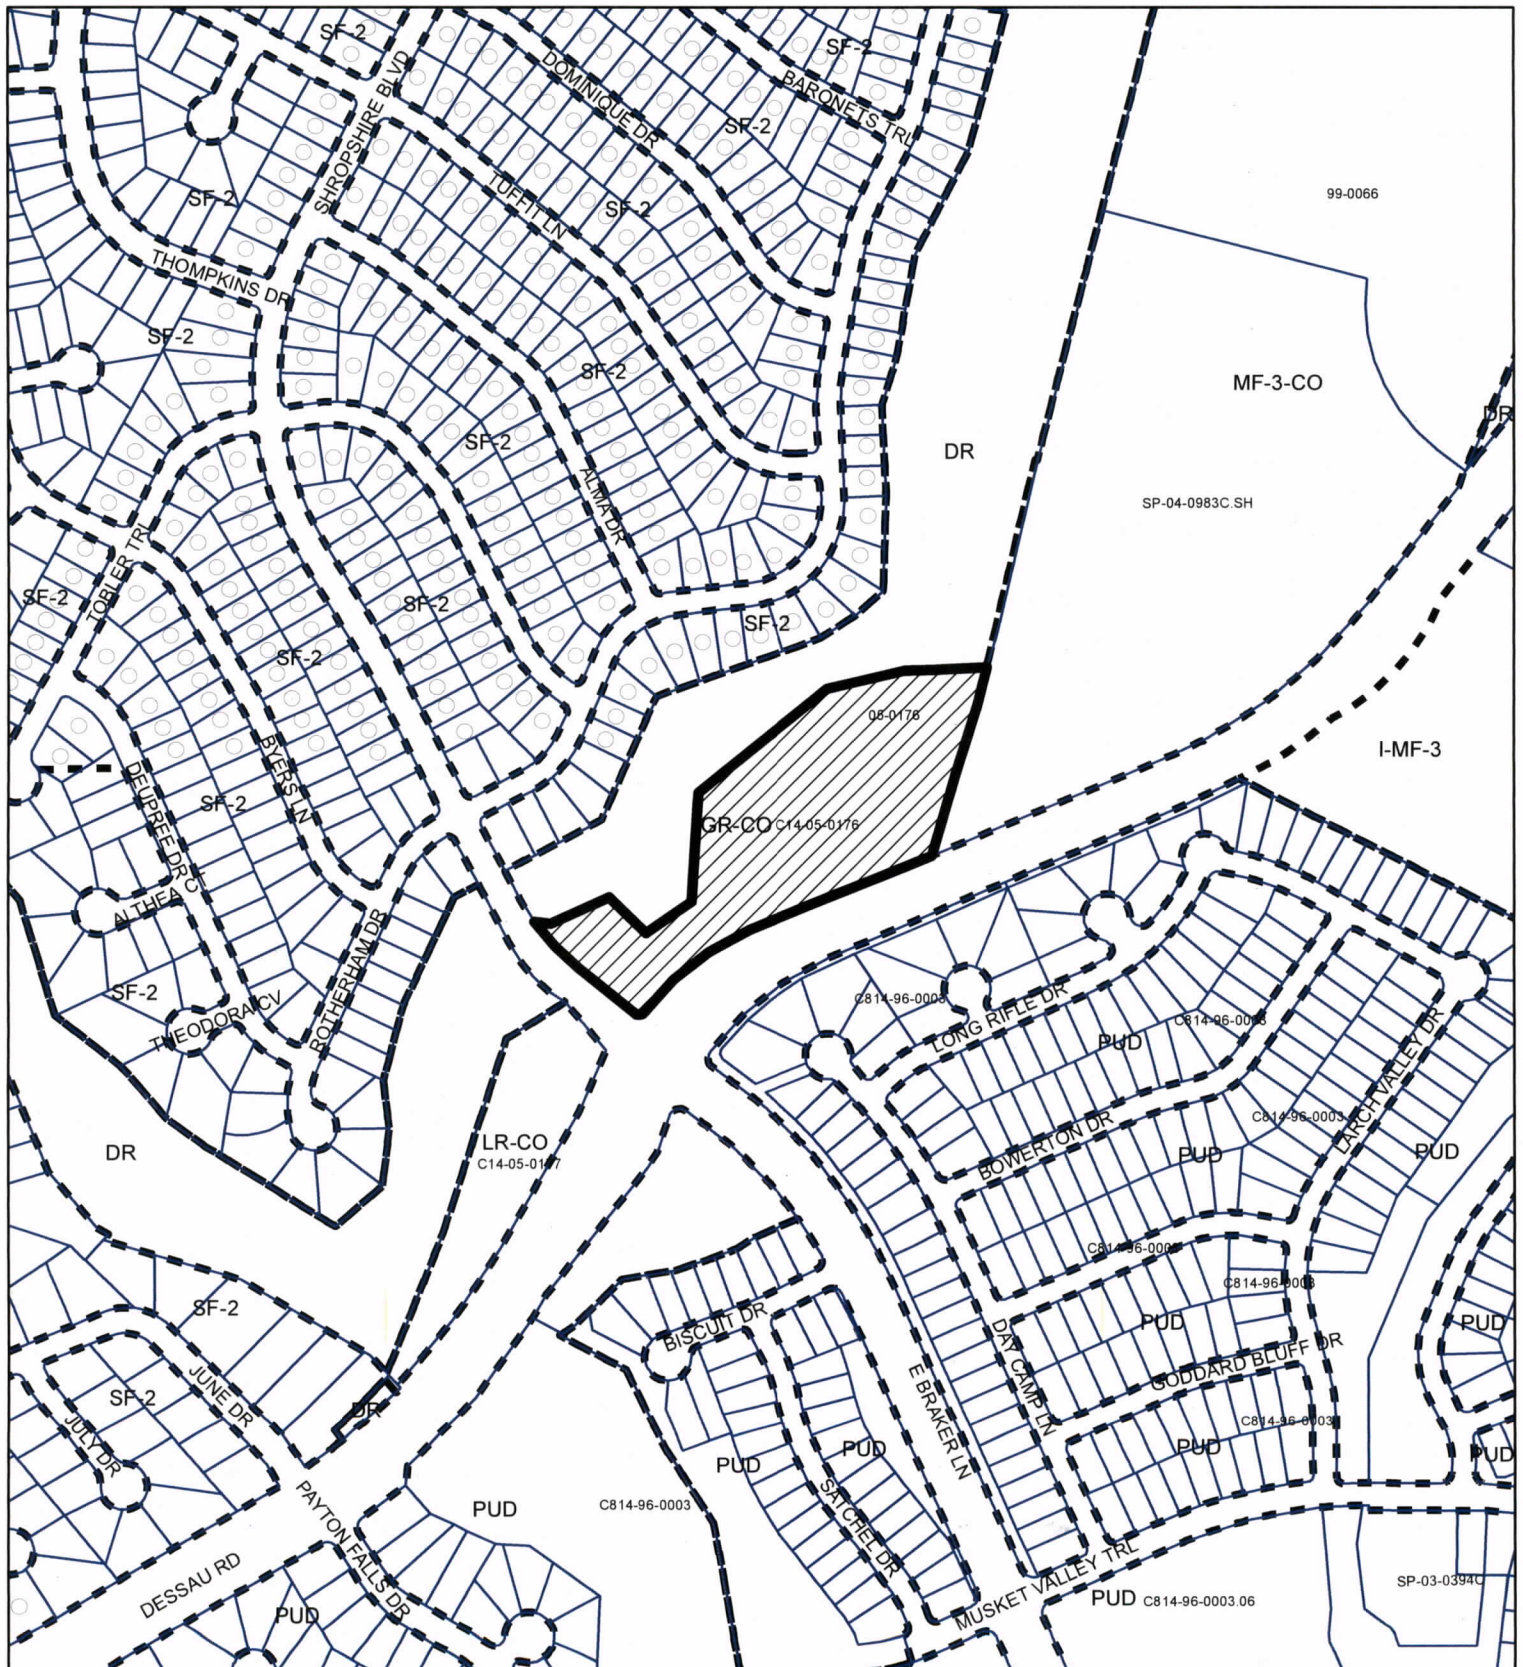 SF-2
SF-2
SHROPSHIRE BLVD
DOMINIQUE DR
BARONETS TRL
SF-2
99-0066
SF-2
TUFFIT LN
SF-2
THOMPKINS DR
SF-2
SF-2
MF-3-CO
DR
SF-2
DR
ALMA DR
SP-04-0983C.SH
TOBLER TRL
SF-2
SF-2
SF-2
SF-2
05-0176
BYERS LN
I-MF-3
DEUPREE DR
SF-2
GR-CO C14-05-0176
ALTHEA CT
ROTHERHAM DR
SF-2
THEODORA CV
C814-96-0003
LONG RIFLE DR
C814-96-0003
PUD
LARCH VALLEY DR
C814-96-0003
BOWERTON DR
DR
LR-CO
C14-05-0177
PUD
PUD
C814-96-0003
C814-96-0003
SF-2
BISCUIT DR
PUD
PUD
DAY CAMP LN
GODDARD BLUFF DR
SF-2
JUNE DR
DR
E BRAKER LN
C814-96-0003
JULY DR
PUD
PUD
PUD
PUD
SATCHEL DR
PAYTON FALLS DR
PUD
C814-96-0003
DESSAU RD
MUSKET VALLEY TRL
SP-03-0394C
PUD
PUD C814-96-0003.06